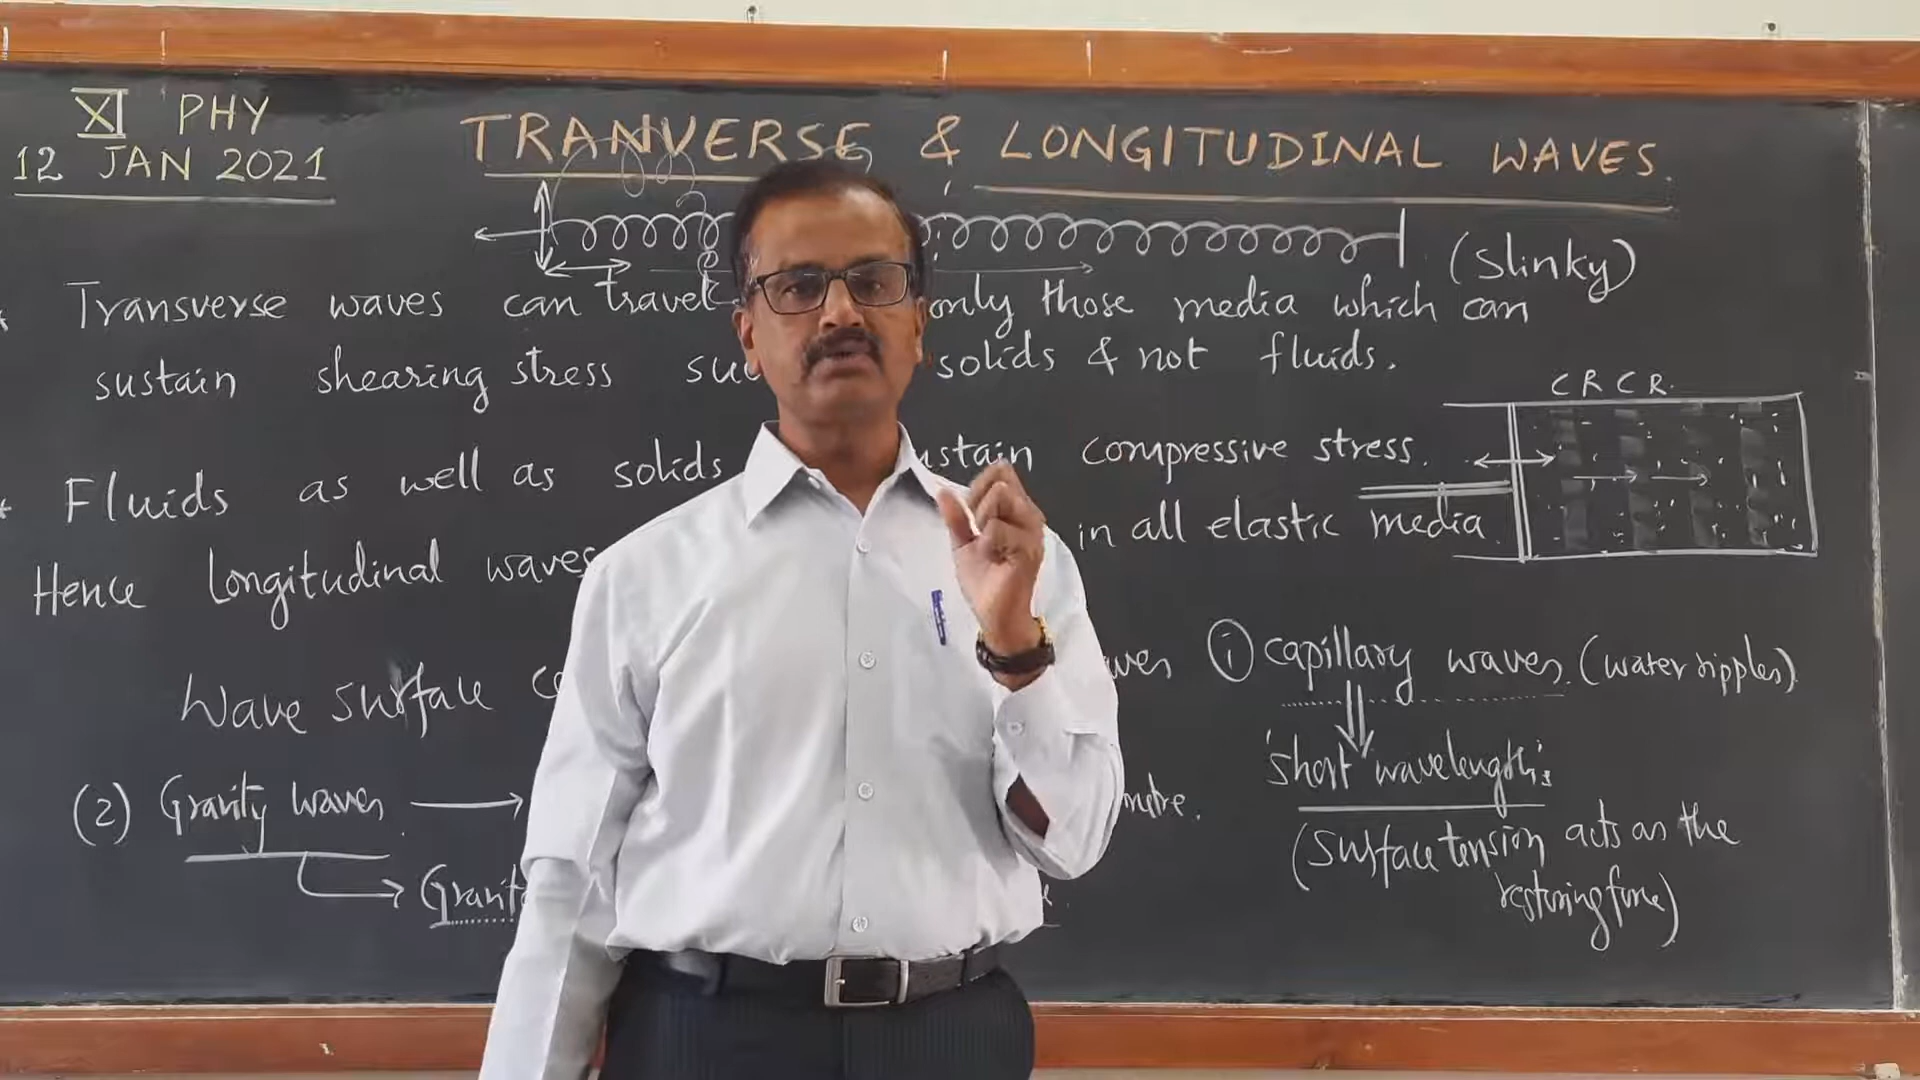 XI PHY
12 JAN 2021
TRANVERSE & LONGITUDINAL WAVES.
(Slinky)
* Transverse waves can travel only those media which can
sustain shearing stress solids & not fluids.
C R C R.
* Fluids as well as solids compressive stress.
Hence longitudinal waves in all elastic media.
Wave surface (i) capillary waves. (water ripples)
'short wavelength'
(2) Gravity waves
(surface tension acts as the
restoring force)